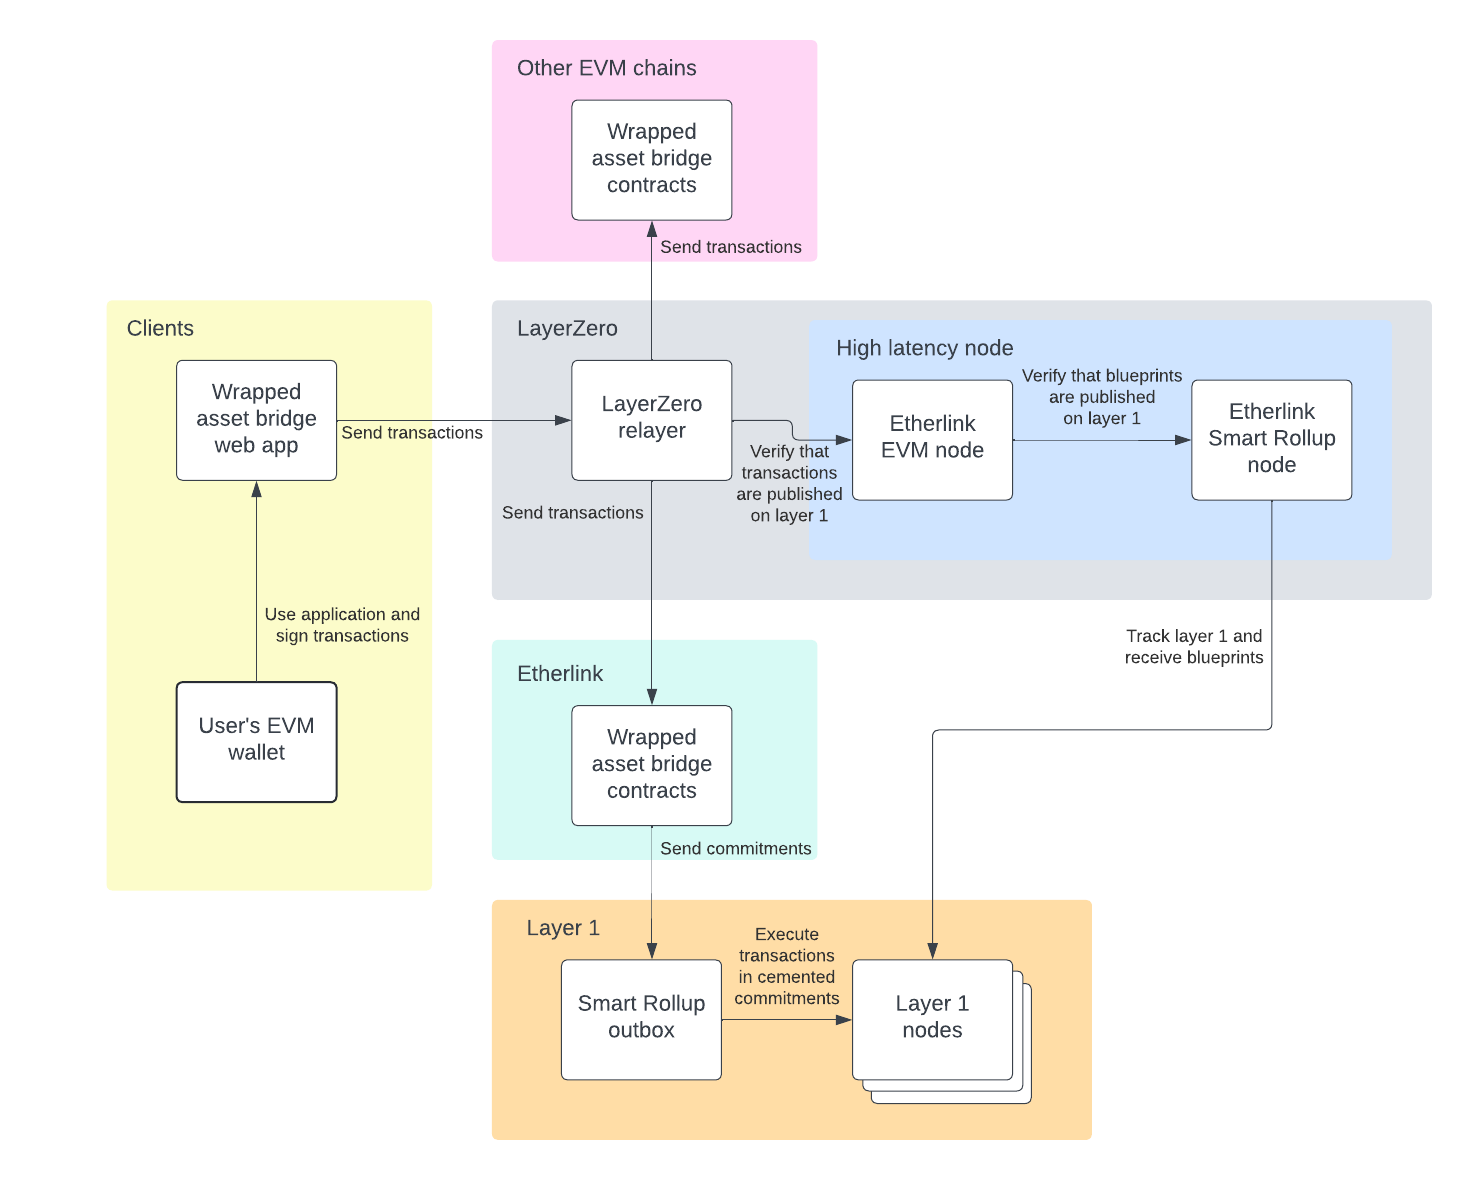 Other EVM chains
Wrapped
asset bridge
contracts
Send transactions
Clients
Wrapped
asset bridge
web app
Send transactions
Use application and
sign transactions
User's EVM
wallet
LayerZero
LayerZero
relayer
Send transactions
Verify that
transactions
are published
on layer 1
High latency node
Etherlink
EVM node
Verify that blueprints
are published
on layer 1
Etherlink
Smart Rollup
node
Track layer 1 and
receive blueprints
Etherlink
Wrapped
asset bridge
contracts
Send commitments
Layer 1
Smart Rollup
outbox
Execute
transactions
in cemented
commitments
Layer 1
nodes